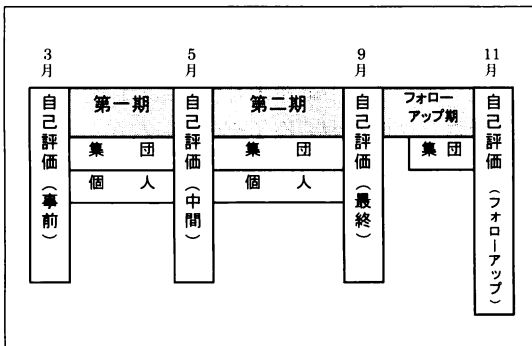 3月
5月
9月
11月
自己評価（事前）
第一期
集団
個人
自己評価（中間）
第二期
集団
個人
自己評価（最終）
フォロー
アップ期
集団
自己評価（フォローアップ）